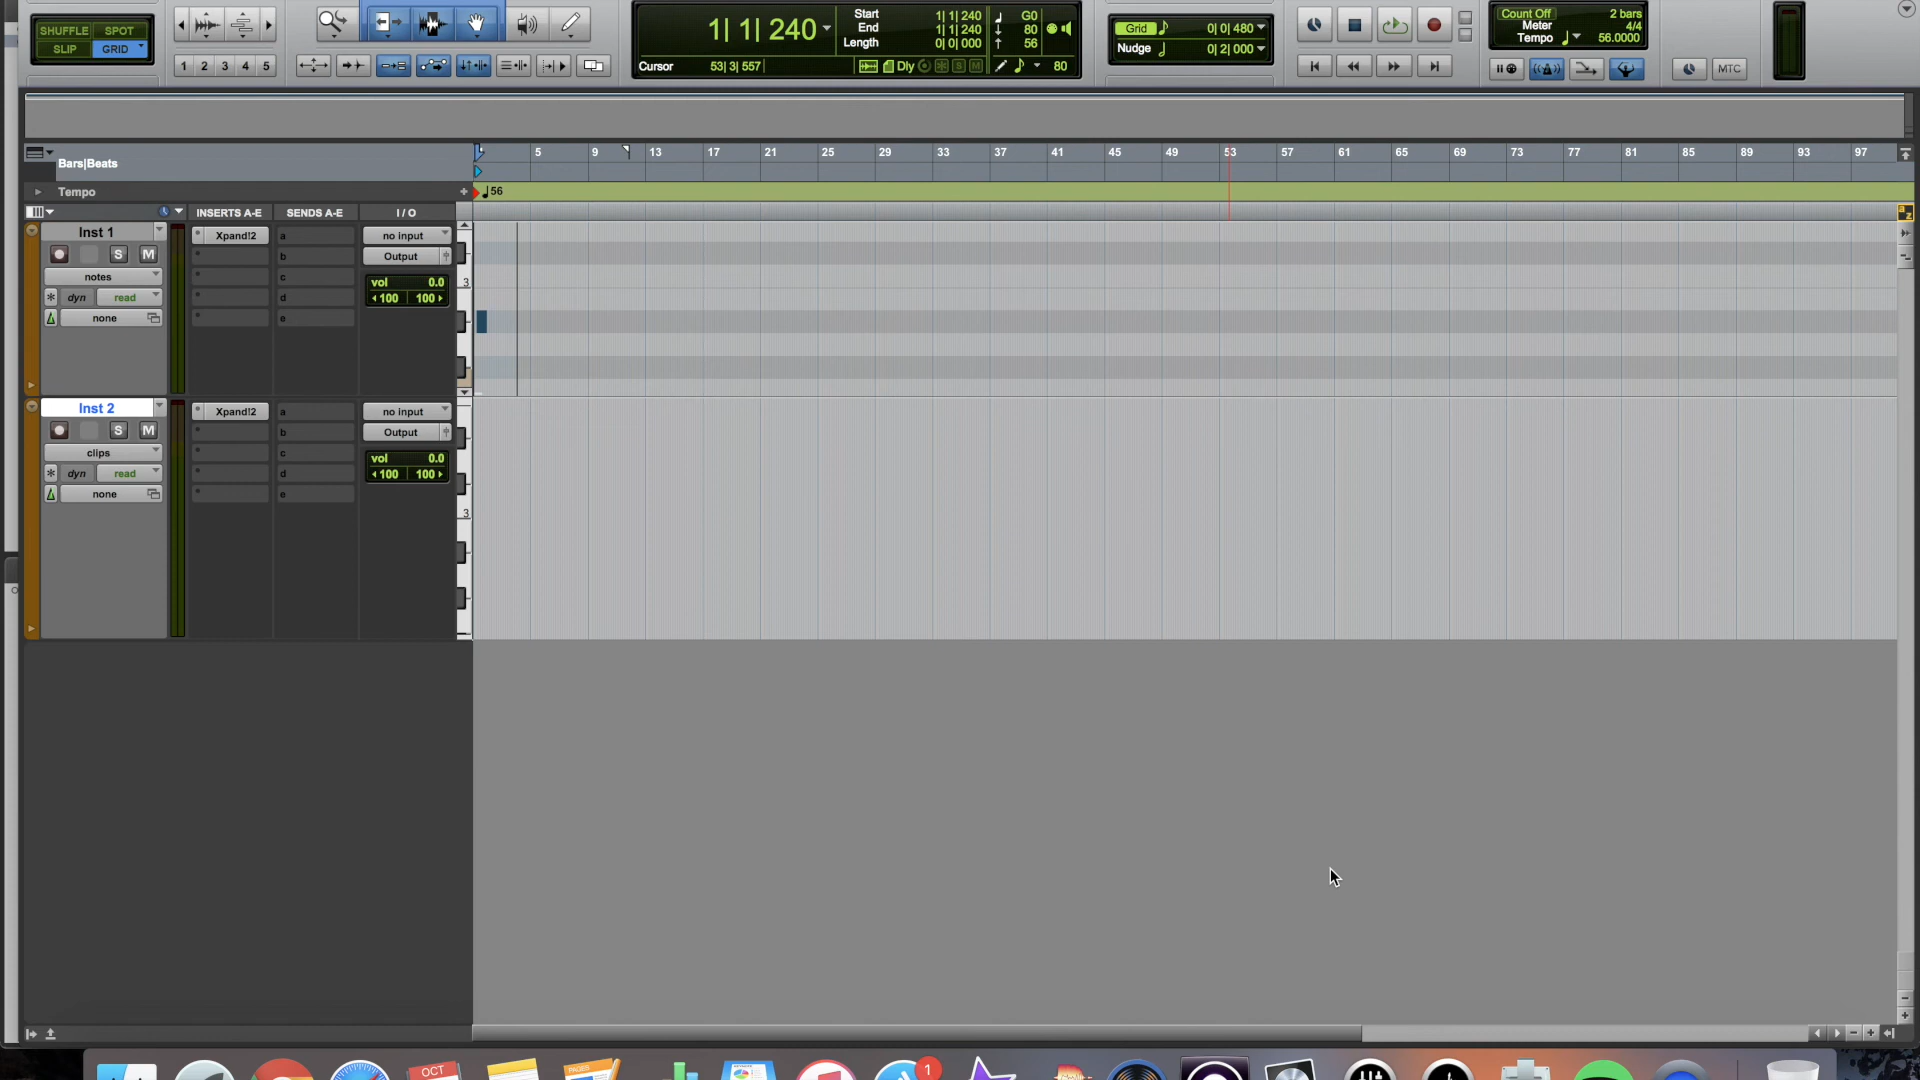 SHUFFLE SPOT
SLIP GRID
1 2 3 4 5
1| 1| 240
Start 1| 1| 240
End 1| 1| 240
Length 0| 0| 000
G0
80
56
Cursor 53| 3| 557
Dly
S M
80
Grid 0| 0| 480
Nudge 0| 2| 000
Count Off 2 bars
Meter 4/4
Tempo 56.0000
MTC
Bars|Beats
5 9 13 17 21 25 29 33 37 41 45 49 53 57 61 65 69 73 77 81 85 89 93 97
Tempo
+
56
INSERTS A-E SENDS A-E I / O
a z
Inst 1
S M
notes
dyn read
none
Xpand!2
a
b
c
d
e
no input
Output
vol 0.0
100 100
3
Inst 2
S M
clips
dyn read
none
Xpand!2
a
b
c
d
e
no input
Output
vol 0.0
100 100
3
OCT
PAGES
1